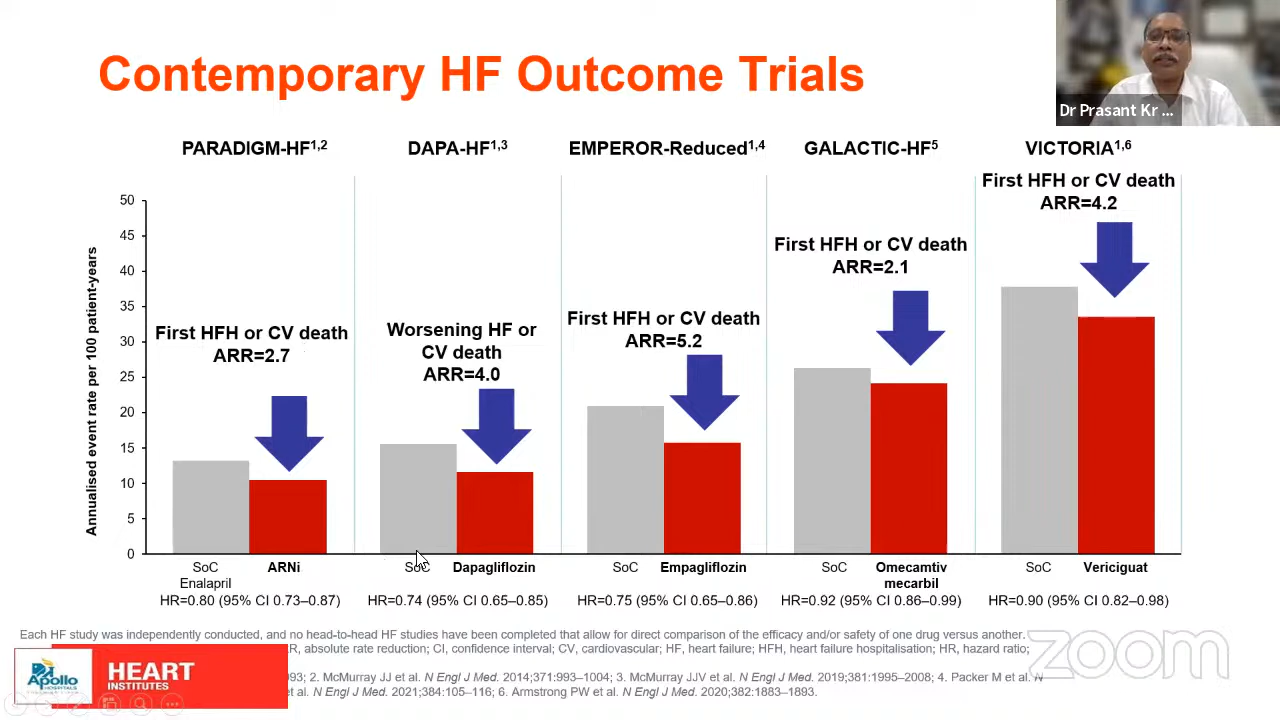 Contemporary HF Outcome Trials
Dr Prasant Kr ...
PARADIGM-HF1,2
DAPA-HF1,3
EMPEROR-Reduced1,4
GALACTIC-HF5
VICTORIA1,6
First HFH or CV death
ARR=2.7
Worsening HF or
CV death
ARR=4.0
First HFH or CV death
ARR=5.2
First HFH or CV death
ARR=2.1
First HFH or CV death
ARR=4.2
Annualised event rate per 100 patient-years
50
45
40
35
30
25
20
15
10
5
0
SoC
Enalapril
ARNi
SoC
Dapagliflozin
SoC
Empagliflozin
SoC
Omecamtiv
mecarbil
SoC
Vericiguat
HR=0.80 (95% CI 0.73–0.87)
HR=0.74 (95% CI 0.65–0.85)
HR=0.75 (95% CI 0.65–0.86)
HR=0.92 (95% CI 0.86–0.99)
HR=0.90 (95% CI 0.82–0.98)
Each HF study was independently conducted, and no head-to-head HF studies have been completed that allow for direct comparison of the efficacy and/or safety of one drug versus another.
R, absolute rate reduction; CI, confidence interval; CV, cardiovascular; HF, heart failure; HFH, heart failure hospitalisation; HR, hazard ratio;
993; 2. McMurray JJ et al. N Engl J Med. 2014;371:993–1004; 3. McMurray JJV et al. N Engl J Med. 2019;381:1995–2008; 4. Packer M et al. N
et al. N Engl J Med. 2021;384:105–116; 6. Armstrong PW et al. N Engl J Med. 2020;382:1883–1893.
Apollo
HOSPITALS
HEART
INSTITUTES
zoom